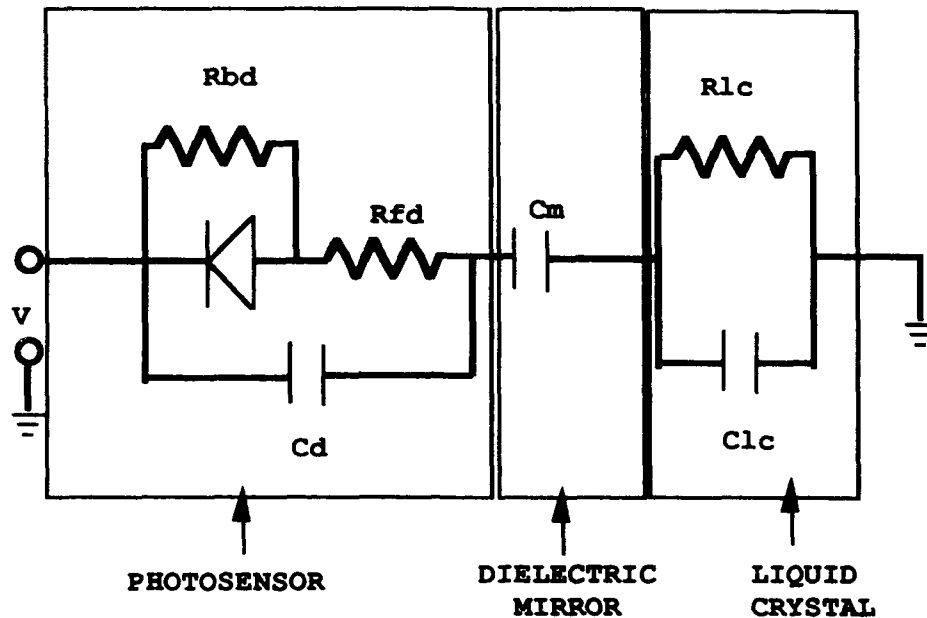 Rbd
Rlc
Rfd
Cm
V
Cd
Clc
PHOTOSENSOR
DIELECTRIC
MIRROR
LIQUID
CRYSTAL